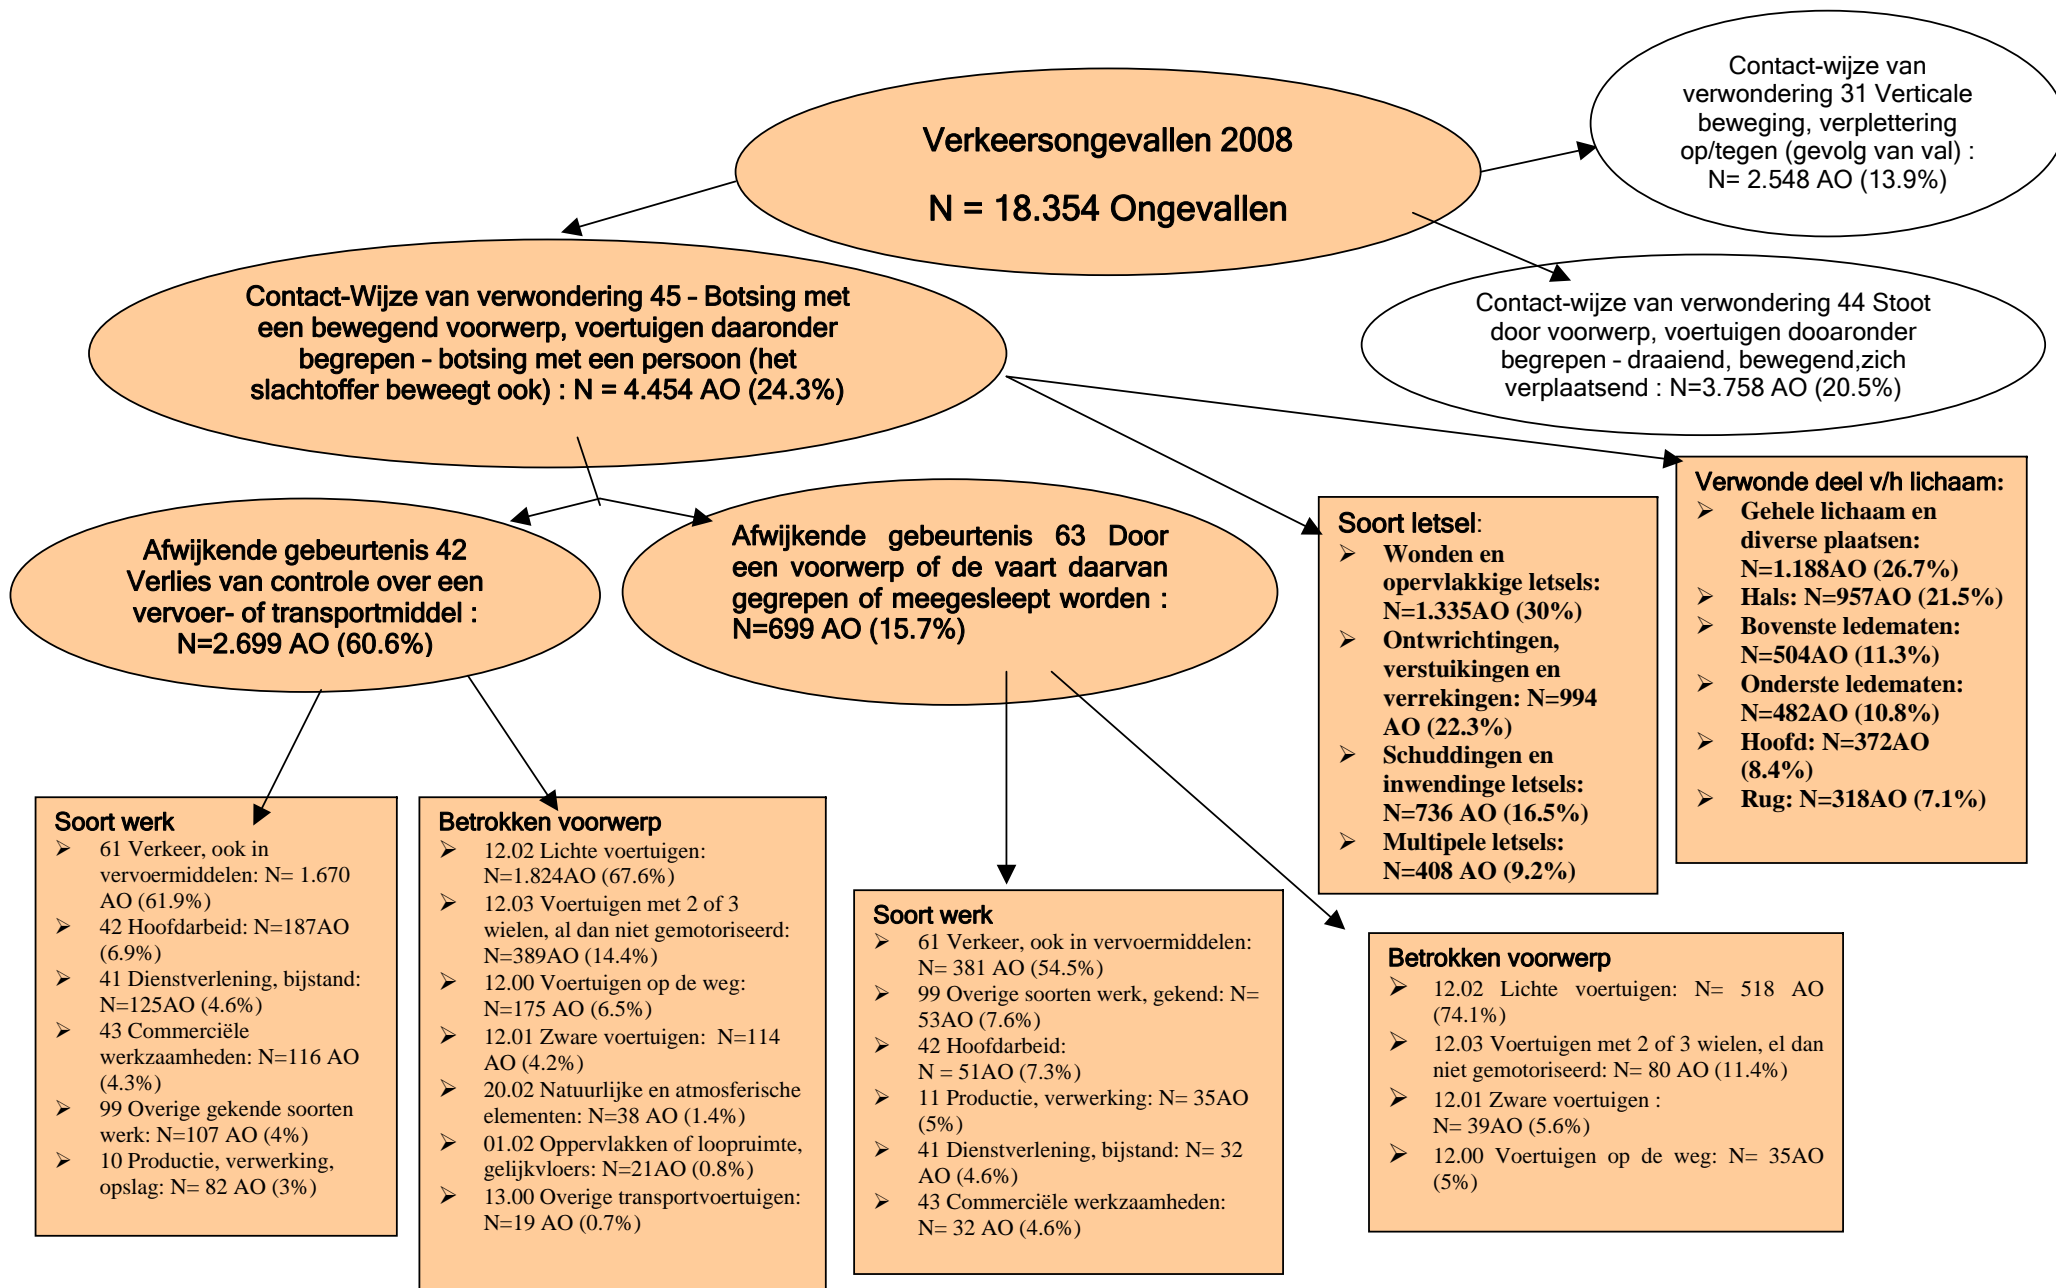 Verkeersongevallen 2008
N = 18.354 Ongevallen
Contact-wijze van
verwondering 31 Verticale
beweging, verplettering
op/tegen (gevolg van val) :
N= 2.548 AO (13.9%)
Contact-Wijze van verwondering 45 – Botsing met
een bewegend voorwerp, voertuigen daaronder
begrepen – botsing met een persoon (het
slachtoffer beweegt ook) : N = 4.454 AO (24.3%)
Contact-wijze van verwondering 44 Stoot
door voorwerp, voertuigen dooaronder
begrepen – draaiend, bewegend,zich
verplaatsend : N=3.758 AO (20.5%)
Afwijkende gebeurtenis 42
Verlies van controle over een
vervoer- of transportmiddel :
N=2.699 AO (60.6%)
Afwijkende gebeurtenis 63 Door
een voorwerp of de vaart daarvan
gegrepen of meegesleept worden :
N=699 AO (15.7%)
Soort letsel:
➢ Wonden en
opervlakkige letsels:
N=1.335AO (30%)
➢ Ontwrichtingen,
verstuikingen en
verrekingen: N=994
AO (22.3%)
➢ Schuddingen en
inwendinge letsels:
N=736 AO (16.5%)
➢ Multipele letsels:
N=408 AO (9.2%)
Verwonde deel v/h lichaam:
➢ Gehele lichaam en
diverse plaatsen:
N=1.188AO (26.7%)
➢ Hals: N=957AO (21.5%)
➢ Bovenste ledematen:
N=504AO (11.3%)
➢ Onderste ledematen:
N=482AO (10.8%)
➢ Hoofd: N=372AO
(8.4%)
➢ Rug: N=318AO (7.1%)
Soort werk
➢ 61 Verkeer, ook in
vervoermiddelen: N= 1.670
AO (61.9%)
➢ 42 Hoofdarbeid: N=187AO
(6.9%)
➢ 41 Dienstverlening, bijstand:
N=125AO (4.6%)
➢ 43 Commerciële
werkzaamheden: N=116 AO
(4.3%)
➢ 99 Overige gekende soorten
werk: N=107 AO (4%)
➢ 10 Productie, verwerking,
opslag: N= 82 AO (3%)
Betrokken voorwerp
➢ 12.02 Lichte voertuigen:
N=1.824AO (67.6%)
➢ 12.03 Voertuigen met 2 of 3
wielen, al dan niet gemotoriseerd:
N=389AO (14.4%)
➢ 12.00 Voertuigen op de weg:
N=175 AO (6.5%)
➢ 12.01 Zware voertuigen: N=114
AO (4.2%)
➢ 20.02 Natuurlijke en atmosferische
elementen: N=38 AO (1.4%)
➢ 01.02 Oppervlakken of loopruimte,
gelijkvloers: N=21AO (0.8%)
➢ 13.00 Overige transportvoertuigen:
N=19 AO (0.7%)
Soort werk
➢ 61 Verkeer, ook in vervoermiddelen:
N= 381 AO (54.5%)
➢ 99 Overige soorten werk, gekend: N=
53AO (7.6%)
➢ 42 Hoofdarbeid:
N = 51AO (7.3%)
➢ 11 Productie, verwerking: N= 35AO
(5%)
➢ 41 Dienstverlening, bijstand: N= 32
AO (4.6%)
➢ 43 Commerciële werkzaamheden:
N= 32 AO (4.6%)
Betrokken voorwerp
➢ 12.02 Lichte voertuigen: N= 518 AO
(74.1%)
➢ 12.03 Voertuigen met 2 of 3 wielen, el dan
niet gemotoriseerd: N= 80 AO (11.4%)
➢ 12.01 Zware voertuigen :
N= 39AO (5.6%)
➢ 12.00 Voertuigen op de weg: N= 35AO
(5%)